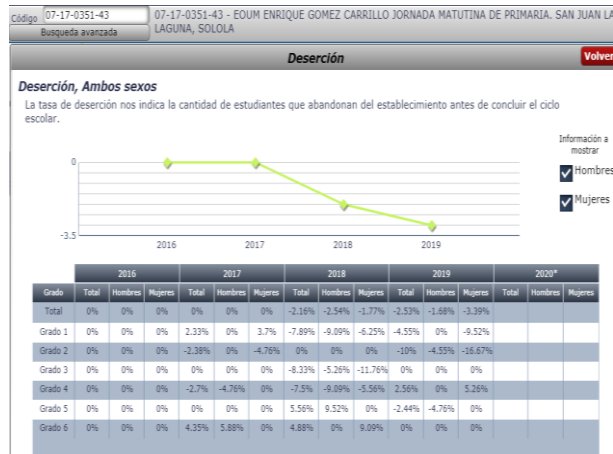 Código 07-17-0351-43
07-17-0351-43 - EOUM ENRIQUE GOMEZ CARRILLO JORNADA MATUTINA DE PRIMARIA. SAN JUAN LA
LAGUNA, SOLOLA
Busqueda avanzada
Deserción
Volver
Deserción, Ambos sexos
La tasa de deserción nos indica la cantidad de estudiantes que abandonan del establecimiento antes de concluir el ciclo
escolar.
Información a
mostrar
Hombres
Mujeres
0
-3.5
2016 2017 2018 2019
2016 2017 2018 2019 2020*
Grado Total Hombres Mujeres Total Hombres Mujeres Total Hombres Mujeres Total Hombres Mujeres Total Hombres Mujeres
Total 0% 0% 0% 0% 0% 0% -2.16% -2.54% -1.77% -2.53% -1.68% -3.39%
Grado 1 0% 0% 0% 2.33% 0% 3.7% -7.89% -9.09% -6.25% -4.55% 0% -9.52%
Grado 2 0% 0% 0% -2.38% 0% -4.76% 0% 0% 0% -10% -4.55% -16.67%
Grado 3 0% 0% 0% 0% 0% 0% -8.33% -5.26% -11.76% 0% 0% 0%
Grado 4 0% 0% 0% -2.7% -4.76% 0% -7.5% -9.09% -5.56% 2.56% 0% 5.26%
Grado 5 0% 0% 0% 0% 0% 0% 5.56% 9.52% 0% -2.44% -4.76% 0%
Grado 6 0% 0% 0% 4.35% 5.88% 0% 4.88% 0% 9.09% 0% 0% 0%